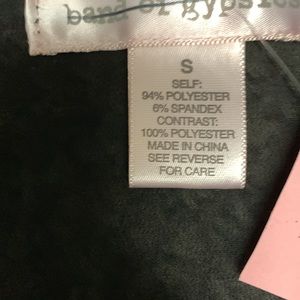 band of gypsies
S
SELF:
94% POLYESTER
6% SPANDEX
CONTRAST:
100% POLYESTER
MADE IN CHINA
SEE REVERSE
FOR CARE